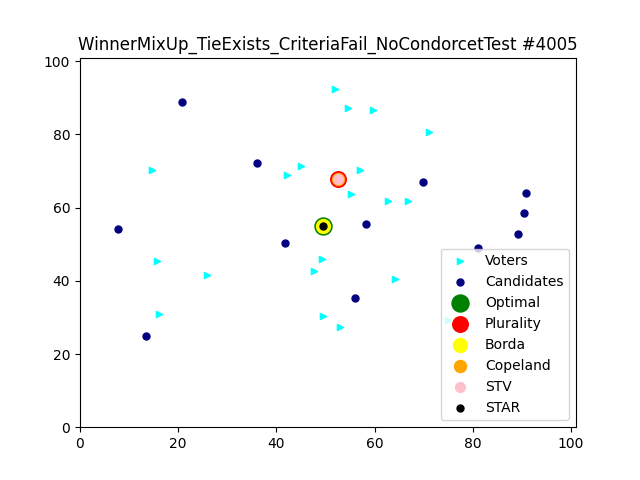 WinnerMixUp_TieExists_CriteriaFail_NoCondorcetTest #4005
100
80
60
40
20
0
0 20 40 60 80 100
Voters
Candidates
Optimal
Plurality
Borda
Copeland
STV
STAR